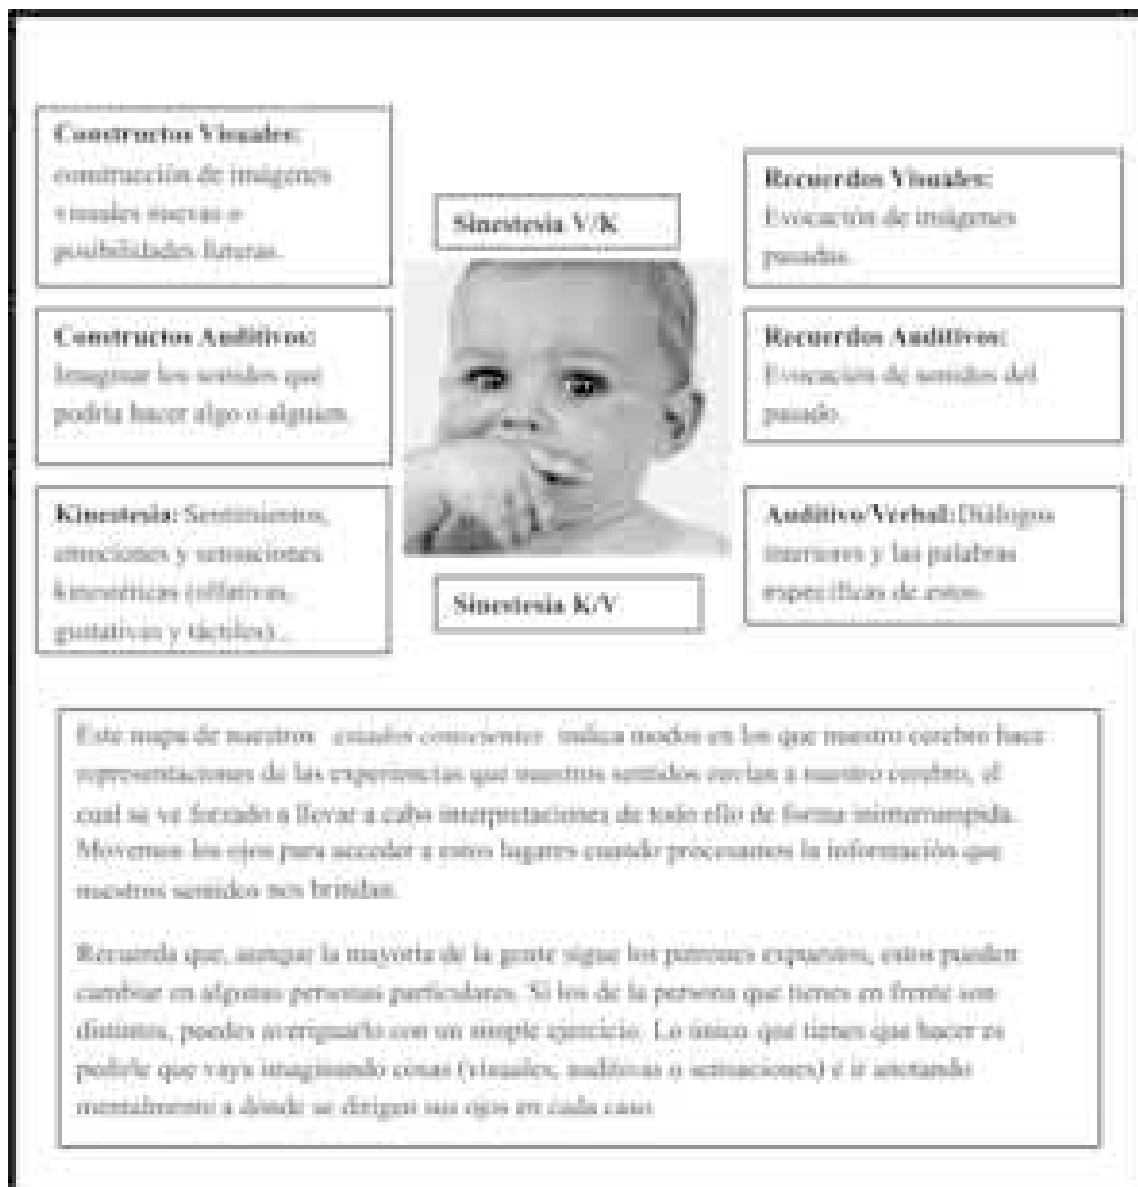 Constructos Visuales:
construcción de imágenes
visuales nuevas o
posibilidades futuras.
Sinestesia V/K
Recuerdos Visuales:
Evocación de imágenes
pasadas.
Constructos Auditivos:
Imaginar los sonidos que
podría hacer algo o alguien.
Recuerdos Auditivos:
Evocación de sonidos del
pasado.
Kinestesia: Sentimientos,
emociones y sensaciones
kinestéticas (olfativas,
gustativas y táctiles)...
Sinestesia K/V
Auditivo/Verbal:Diálogos
interiores y las palabras
específicas de estos.
Este mapa de nuestros estados conscientes indica modos en los que nuestro cerebro hace
representaciones de las experiencias que nuestros sentidos envían a nuestro cerebro, el
cual se ve forzado a llevar a cabo interpretaciones de todo ello de forma ininterrumpida.
Movemos los ojos para acceder a estos lugares cuando procesamos la información que
nuestros sentidos nos brindan.
Recuerda que, aunque la mayoría de la gente sigue los patrones expuestos, estos pueden
cambiar en algunas personas particulares. Si los de la persona que tienes en frente son
distintos, puedes averiguarlo con un simple ejercicio. Lo único que tienes que hacer es
pedirle que vaya imaginando cosas (visuales, auditivas o sensaciones) e ir anotando
mentalmente a dónde se dirigen sus ojos en cada caso.